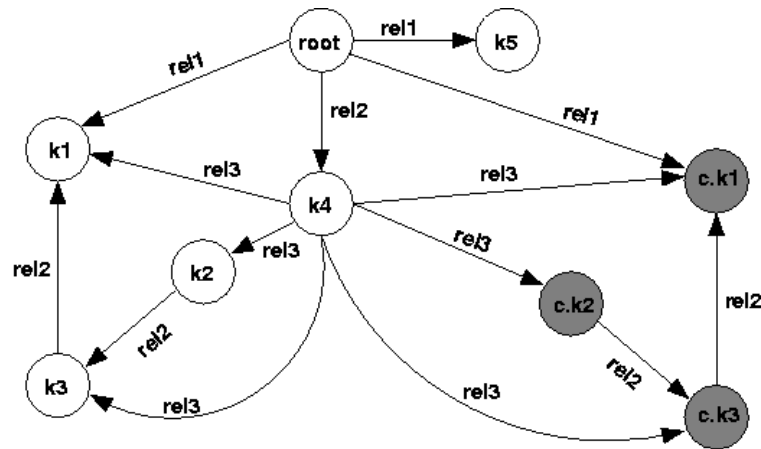 root
rel1
k5
rel1
rel2
rel1
k1
rel3
rel3
c.k1
k4
rel3
rel3
k2
rel2
c.k2
rel2
rel2
rel2
k3
rel3
rel3
c.k3